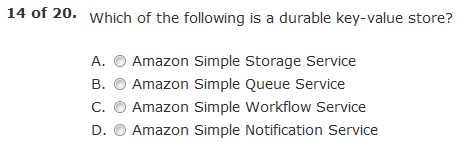 14 of 20. Which of the following is a durable key-value store?
A. Amazon Simple Storage Service
B. Amazon Simple Queue Service
C. Amazon Simple Workflow Service
D. Amazon Simple Notification Service